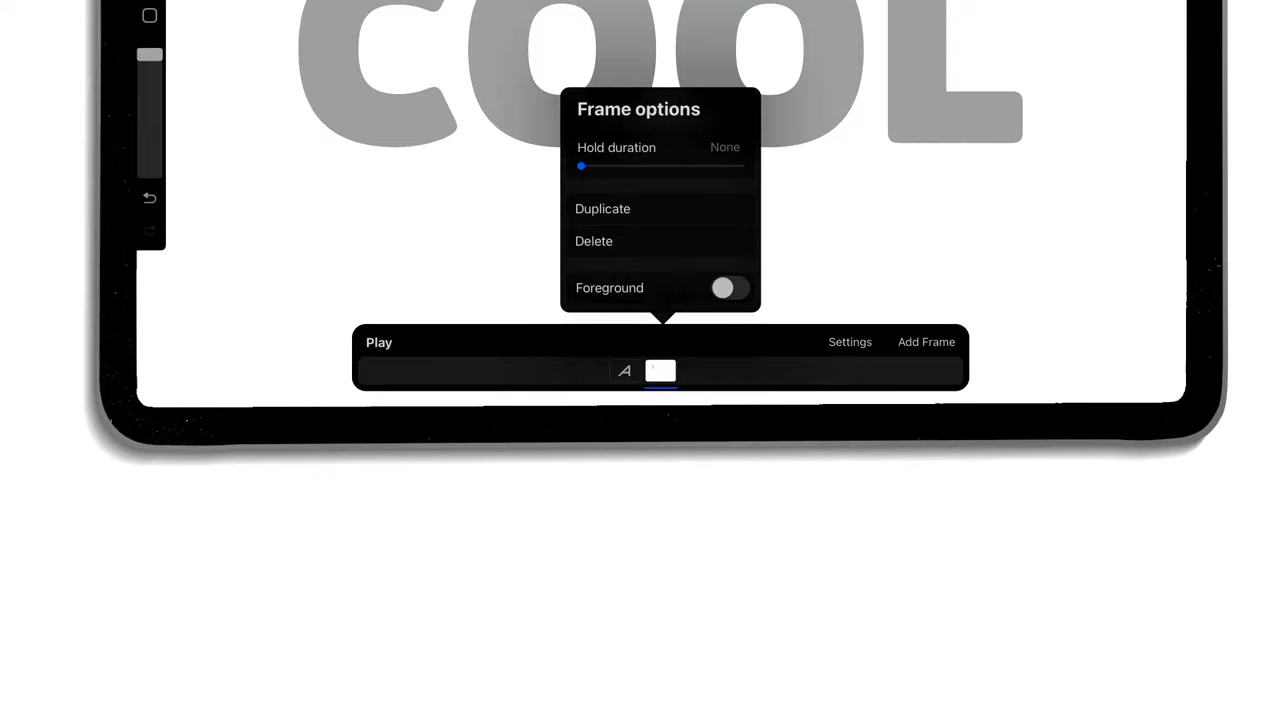 COOL
Frame options
Hold duration None
Duplicate
Delete
Foreground
Play Settings Add Frame
A